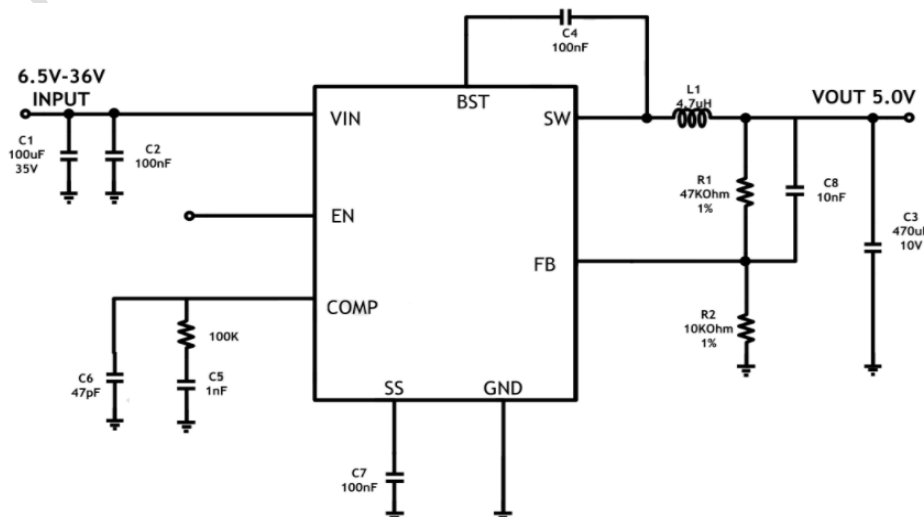 6.5V-36V
INPUT
C1
100uF
35V
C2
100nF
C4
100nF
BST
VIN
SW
L1
4.7uH
VOUT 5.0V
R1
47KOhm
1%
C8
10nF
EN
FB
C3
10V
COMP
100K
R2
10KOhm
1%
C6
47pF
C5
1nF
SS
GND
C7
100nF